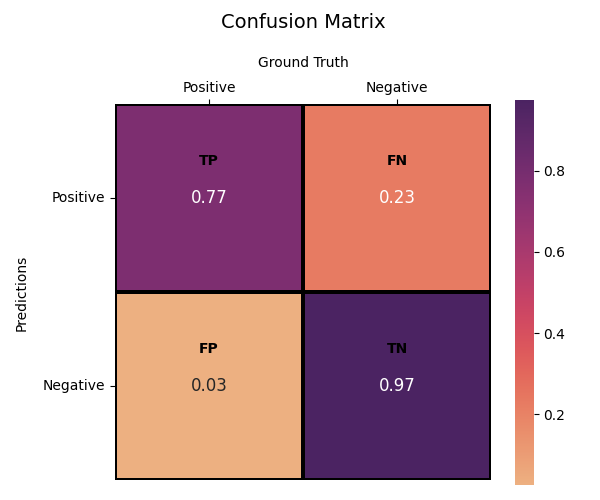 Confusion Matrix
Ground Truth
Positive Negative
Predictions
Positive
TP FN
0.77 0.23
Negative
FP TN
0.03 0.97
0.8
0.6
0.4
0.2